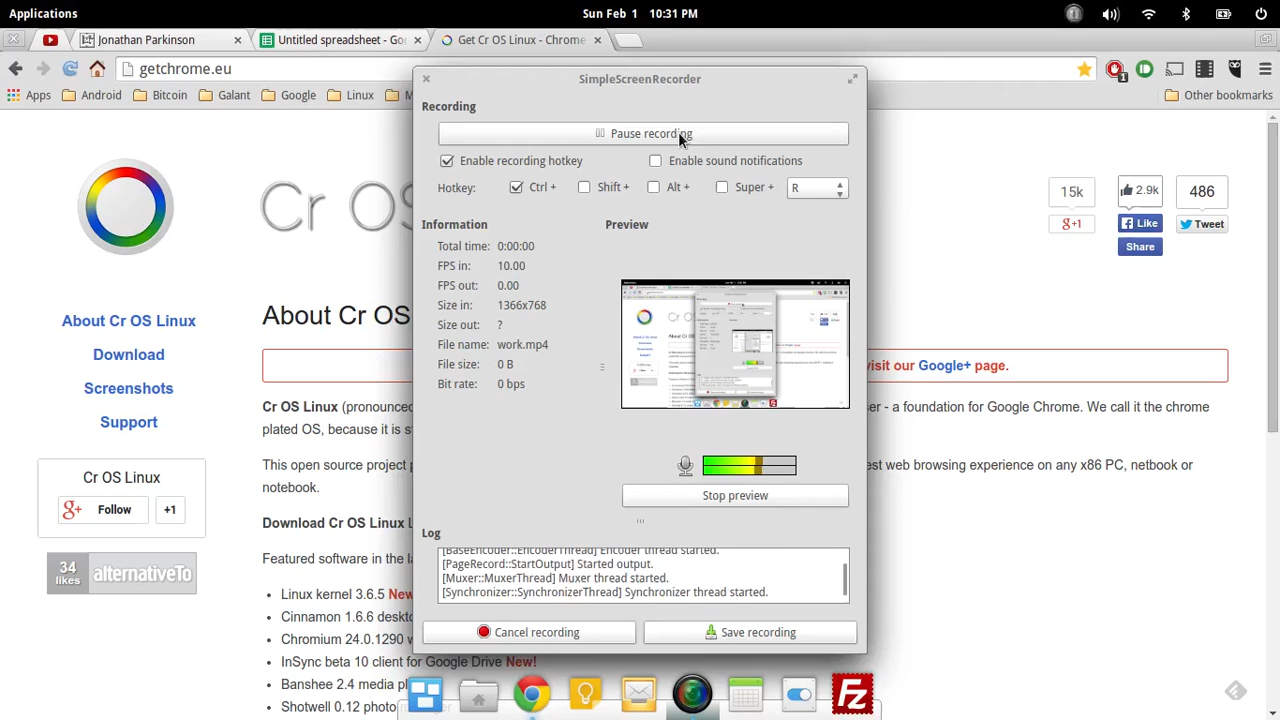 Applications
Sun Feb 1 10:31 PM
Jonathan Parkinson
Untitled spreadsheet - Go
Get Cr OS Linux - Chrome
getchrome.eu
1
Apps
Android
Bitcoin
Galant
Google
Linux
M
Other bookmarks
SimpleScreenRecorder
Recording
Pause recording
Enable recording hotkey
Enable sound notifications
Hotkey:
Ctrl +
Shift +
Alt +
Super +
R
Information
Preview
Total time: 0:00:00
FPS in: 10.00
FPS out: 0.00
Size in: 1366x768
Size out: ?
File name: work.mp4
File size: 0 B
Bit rate: 0 bps
Stop preview
Log
[BaseEncoder::EncoderThread] Encoder thread started.
[PageRecord::StartOutput] Started output.
[Muxer::MuxerThread] Muxer thread started.
[Synchronizer::SynchronizerThread] Synchronizer thread started.
Cancel recording
Save recording
Cr OS
15k
g+1
2.9k
Like
Share
486
Tweet
About Cr OS Linux
Download
Screenshots
Support
Cr OS Linux
g+ Follow
+1
34
likes
alternativeTo
About Cr OS
visit our Google+ page.
Cr OS Linux (pronounc
ser - a foundation for Google Chrome. We call it the chrome
plated OS, because it is s
This open source project
est web browsing experience on any x86 PC, netbook or
notebook.
Download Cr OS Linux L
Featured software in the la
Linux kernel 3.6.5 New
Cinnamon 1.6.6 deskto
Chromium 24.0.1290 w
InSync beta 10 client for Google Drive New!
Banshee 2.4 media pl
Shotwell 0.12 photo
Fz